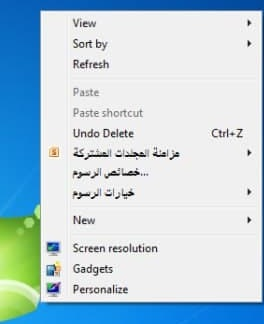 View
Sort by
Refresh
Paste
Paste shortcut
Undo Delete Ctrl+Z
مزامنة المجلدات المشتركة
خصائص الرسوم...
خيارات الرسوم
New
Screen resolution
Gadgets
Personalize